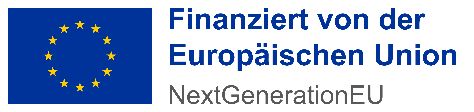 Finanziert von der
Europäischen Union
NextGenerationEU